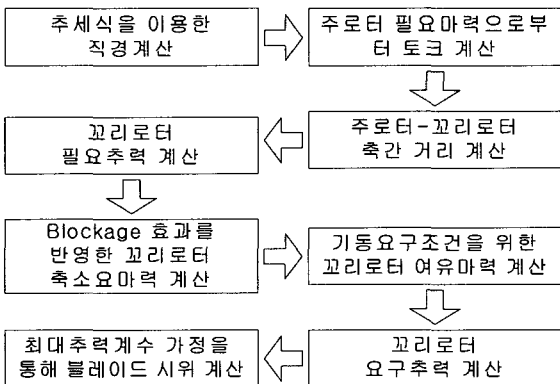 추세식을 이용한
직경계산
주로터 필요마력으로부
터 토크 계산
주로터-꼬리로터
축간 거리 계산
꼬리로터
필요추력 계산
Blockage 효과를
반영한 꼬리로터
축소요마력 계산
기동요구조건을 위한
꼬리로터 여유마력 계산
꼬리로터
요구추력 계산
최대추력계수 가정을
통해 블레이드 시위 계산